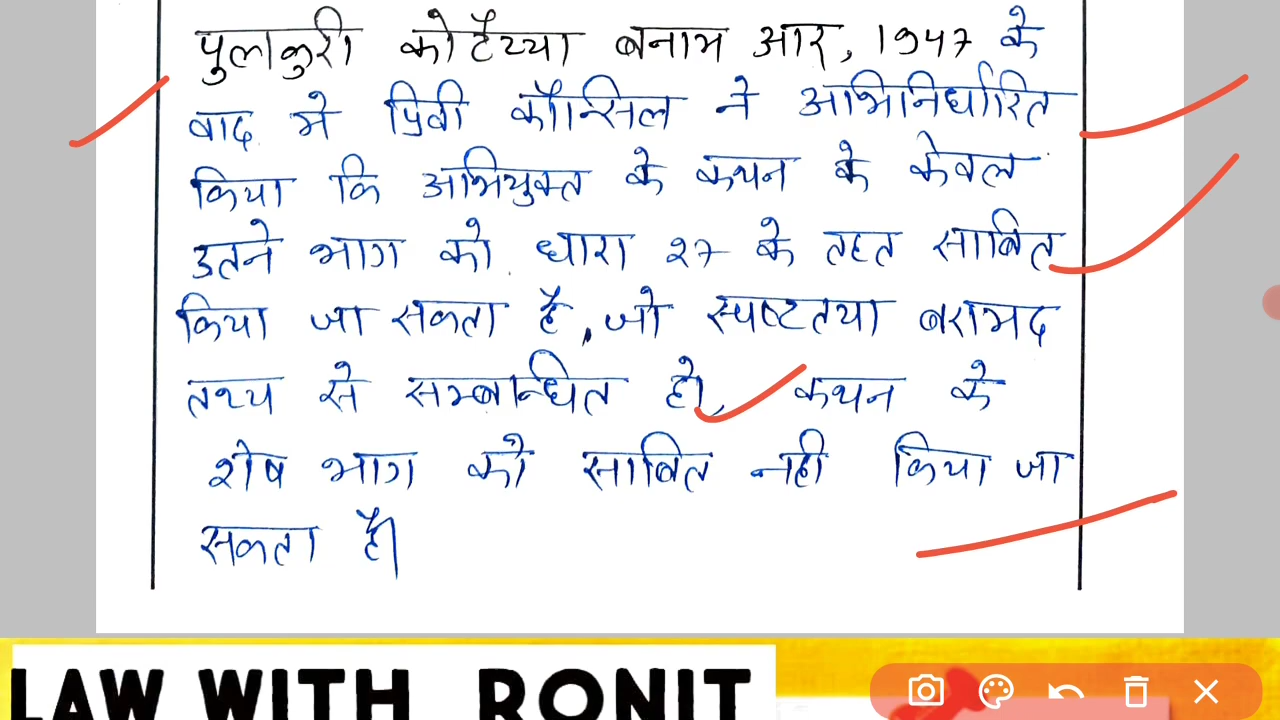 पुलाकुरी कोटैय्या बनाम आर, 1947 के
बाद मे प्रिवी कौन्सिल ने अभिनिर्धारित
किया कि अभियुक्त के कथन के केवल
उतने भाग को धारा 27 के तहत साबित
किया जा सकता है, जो स्पष्टतया बरामद
तथ्य से सम्बन्धित हो, कथन के
शेष भाग को साबित नही किया जा
सकता है।
LAW WITH RONIT